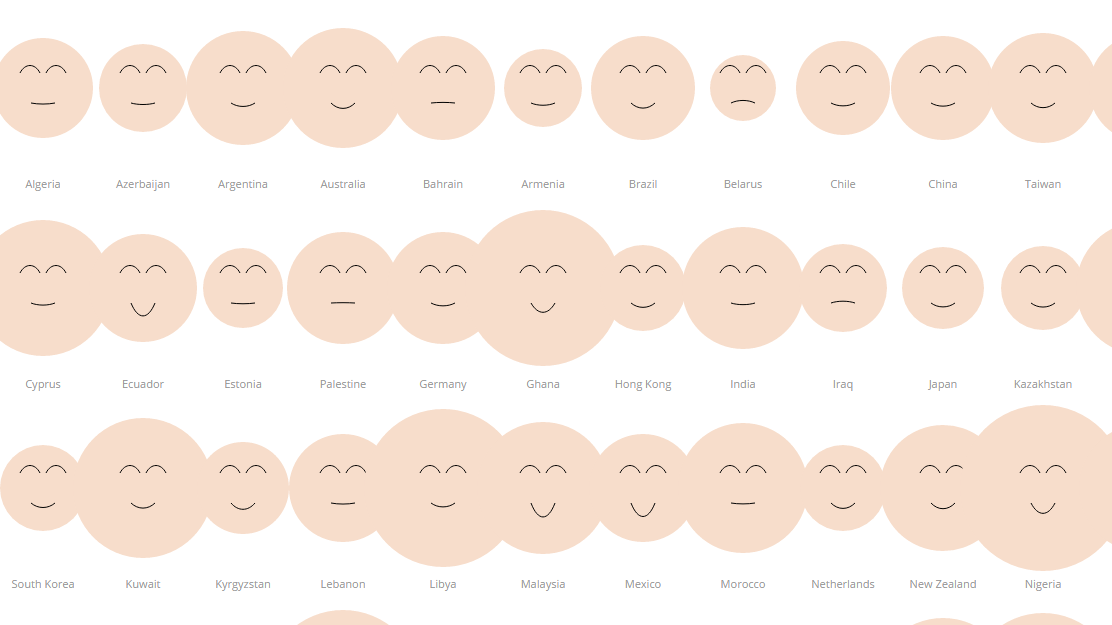 Algeria Azerbaijan Argentina Australia Bahrain Armenia Brazil Belarus Chile China Taiwan
Cyprus Ecuador Estonia Palestine Germany Ghana Hong Kong India Iraq Japan Kazakhstan
South Korea Kuwait Kyrgyzstan Lebanon Libya Malaysia Mexico Morocco Netherlands New Zealand Nigeria